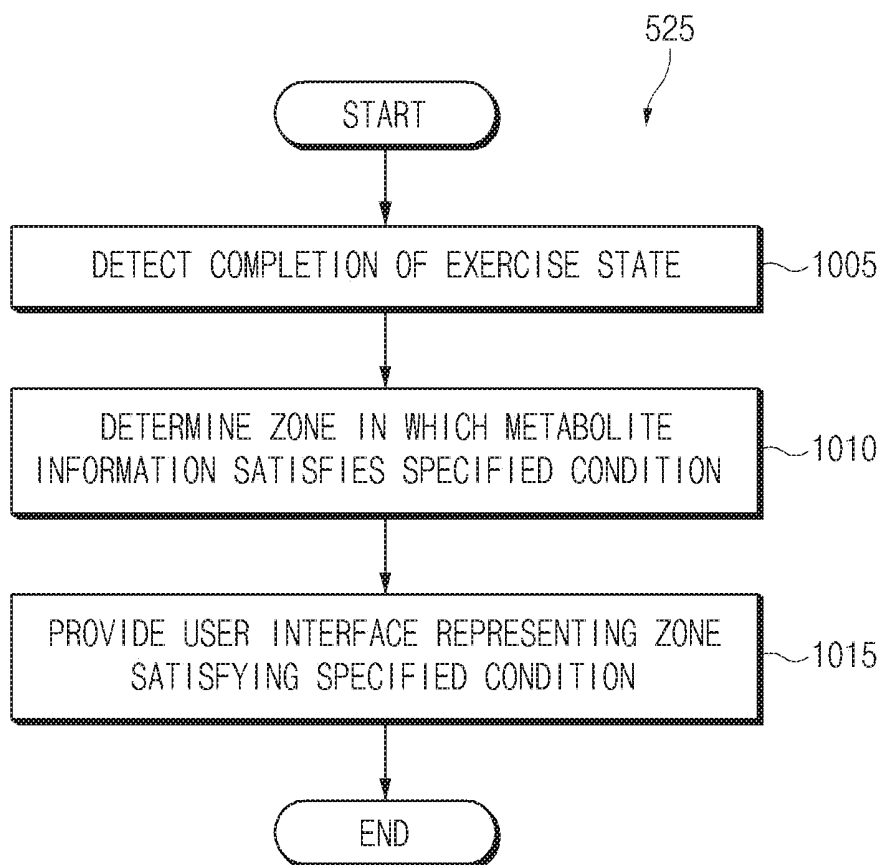 525
START
DETECT COMPLETION OF EXERCISE STATE
1005
DETERMINE ZONE IN WHICH METABOLITE
INFORMATION SATISFIES SPECIFIED CONDITION
1010
PROVIDE USER INTERFACE REPRESENTING ZONE
SATISFYING SPECIFIED CONDITION
1015
END